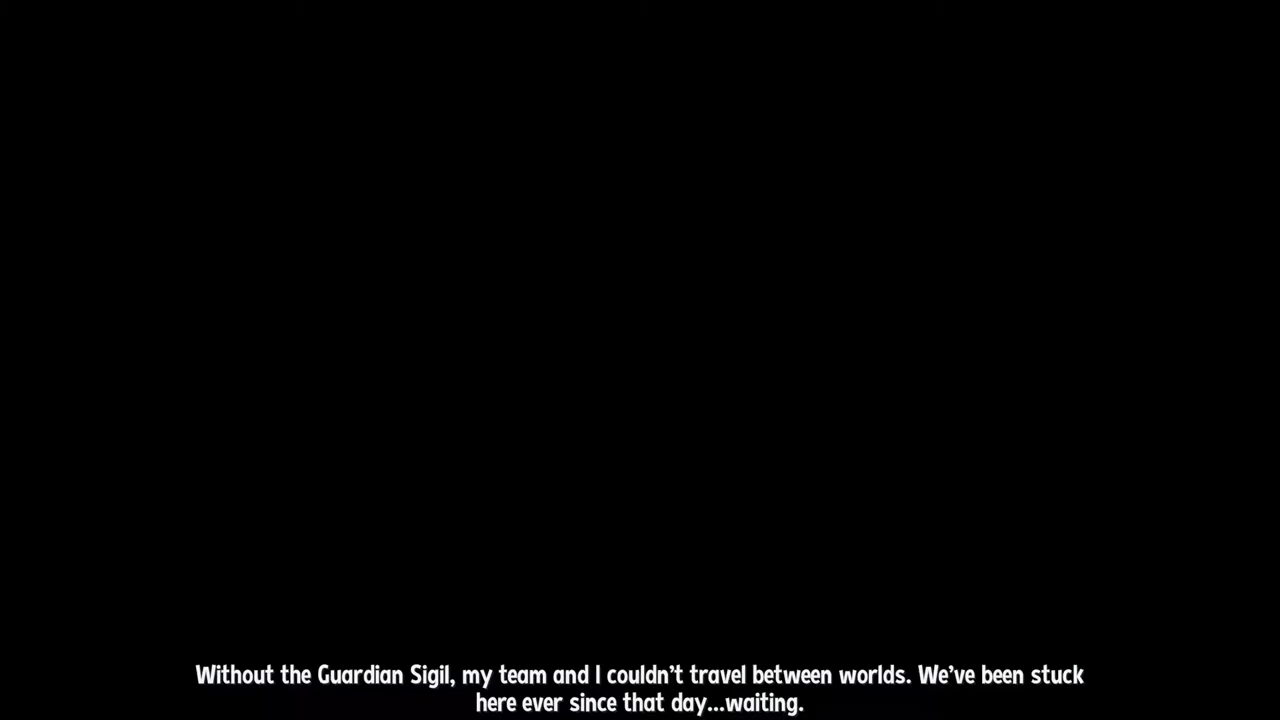 Without the Guardian Sigil, my team and I couldn't travel between worlds. We've been stuck
here ever since that day...waiting.